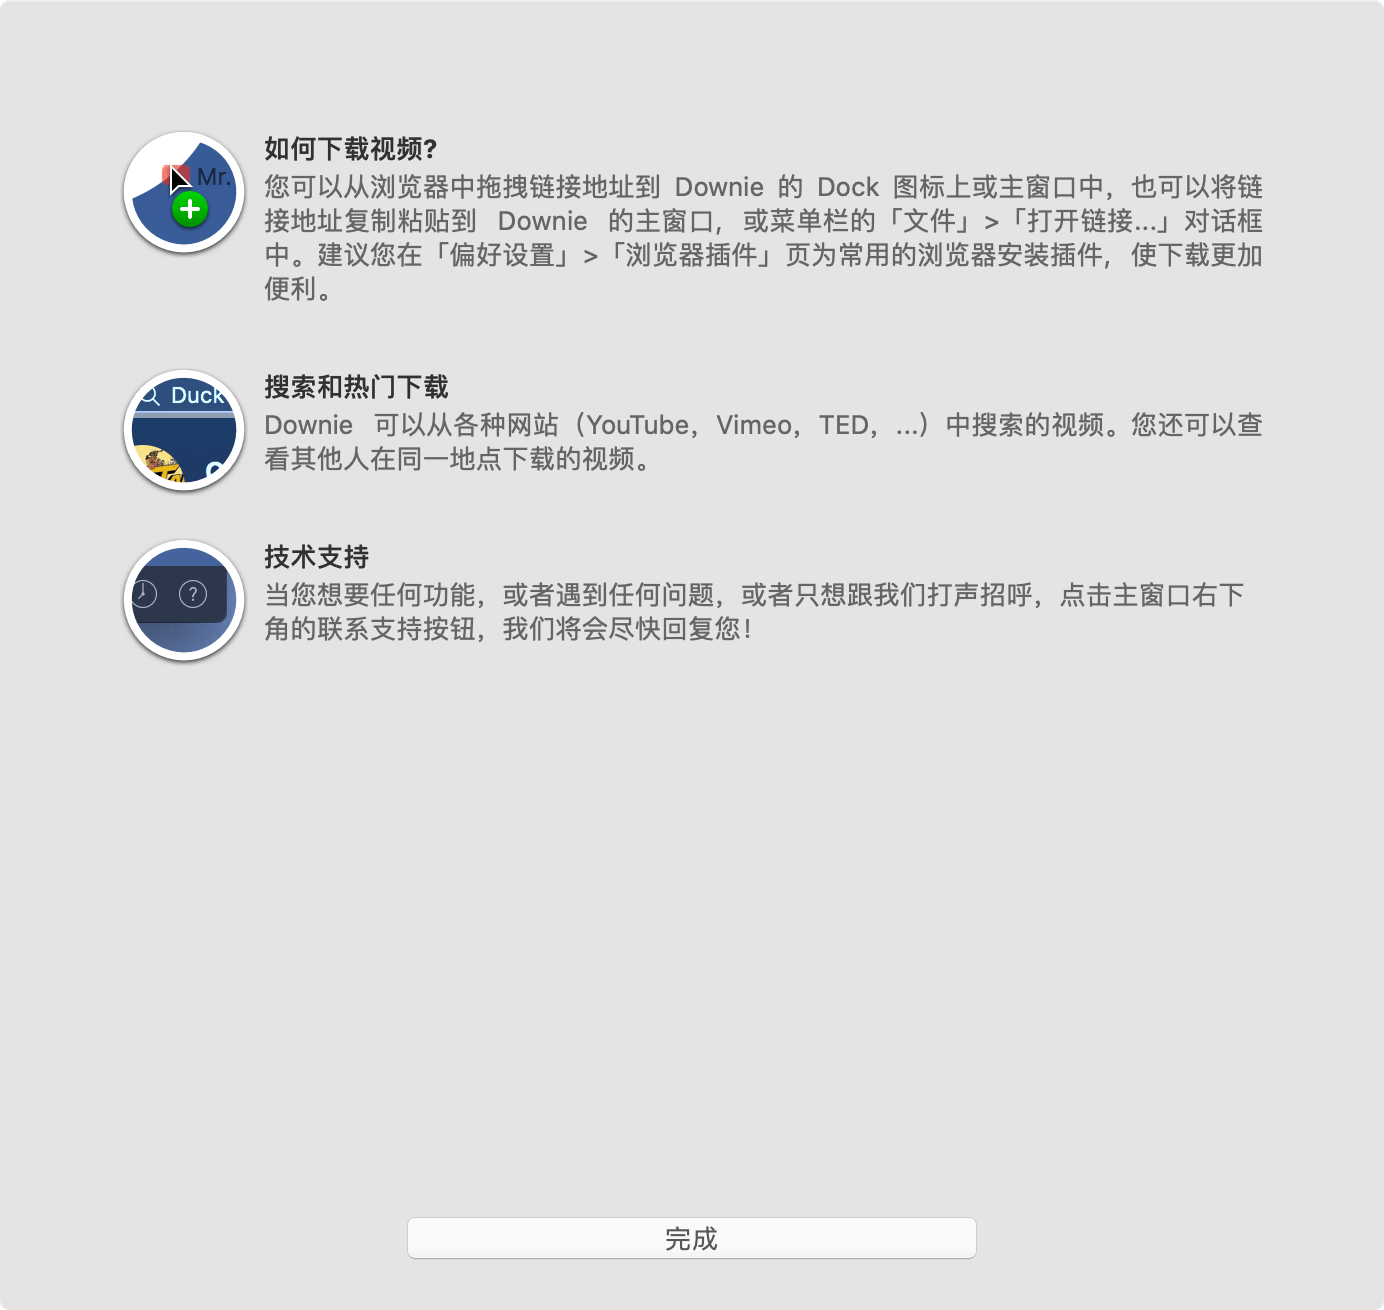 如何下载视频?
您可以从浏览器中拖拽链接地址到 Downie 的 Dock 图标上或主窗口中，也可以将链
接地址复制粘贴到 Downie 的主窗口，或菜单栏的「文件」>「打开链接...」对话框
中。建议您在「偏好设置」>「浏览器插件」页为常用的浏览器安装插件，使下载更加
便利。
Mr.
搜索和热门下载
Downie 可以从各种网站（YouTube，Vimeo，TED，...）中搜索的视频。您还可以查
看其他人在同一地点下载的视频。
Duck
技术支持
当您想要任何功能，或者遇到任何问题，或者只想跟我们打声招呼，点击主窗口右下
角的联系支持按钮，我们将会尽快回复您！
?
完成